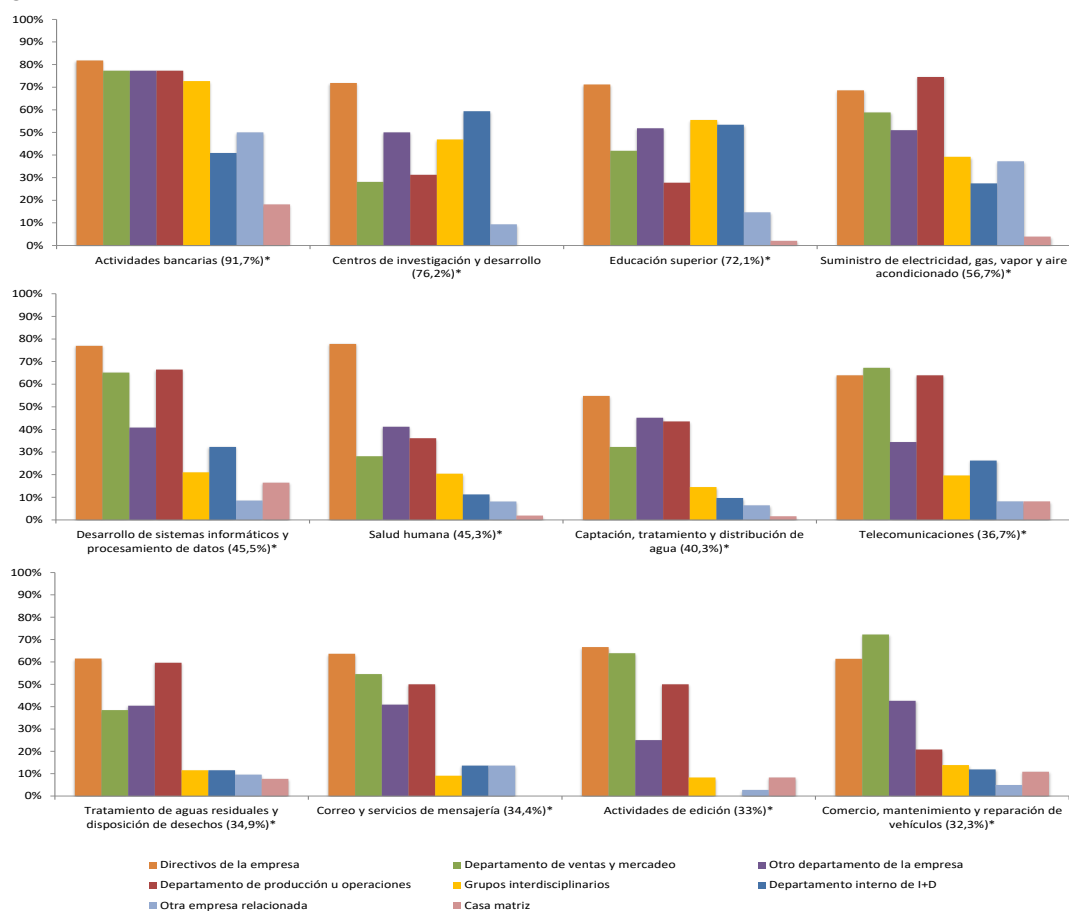 100%
90%
80%
70%
60%
50%
40%
30%
20%
10%
0%
Actividades bancarias (91,7%)*
Centros de investigación y desarrollo
(76,2%)*
Educación superior (72,1%)*
Suministro de electricidad, gas, vapor y aire
acondicionado (56,7%)*
100%
90%
80%
70%
60%
50%
40%
30%
20%
10%
0%
Desarrollo de sistemas informáticos y
procesamiento de datos (45,5%)*
Salud humana (45,3%)*
Captación, tratamiento y distribución de
agua (40,3%)*
Telecomunicaciones (36,7%)*
100%
90%
80%
70%
60%
50%
40%
30%
20%
10%
0%
Tratamiento de aguas residuales y
disposición de desechos (34,9%)*
Correo y servicios de mensajería (34,4%)*
Actividades de edición (33%)*
Comercio, mantenimiento y reparación de
vehículos (32,3%)*
Directivos de la empresa
Departamento de ventas y mercadeo
Otro departamento de la empresa
Departamento de producción u operaciones
Grupos interdisciplinarios
Departamento interno de I+D
Otra empresa relacionada
Casa matriz